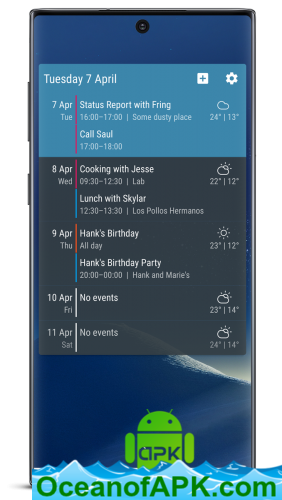 Tuesday 7 April
7 Apr
Tue
Status Report with Fring
16:00–17:00 | Some dusty place
24° | 13°
Call Saul
17:00–18:00
8 Apr
Wed
Cooking with Jesse
09:30–12:30 | Lab
22° | 12°
Lunch with Skylar
12:30–13:30 | Los Pollos Hermanos
9 Apr
Thu
Hank's Birthday
All day
23° | 12°
Hank's Birthday Party
20:00–00:00 | Hank and Marie's
10 Apr
Fri
No events
23° | 14°
11 Apr
Sat
No events
24° | 14°
APK
OceanofAPK.com